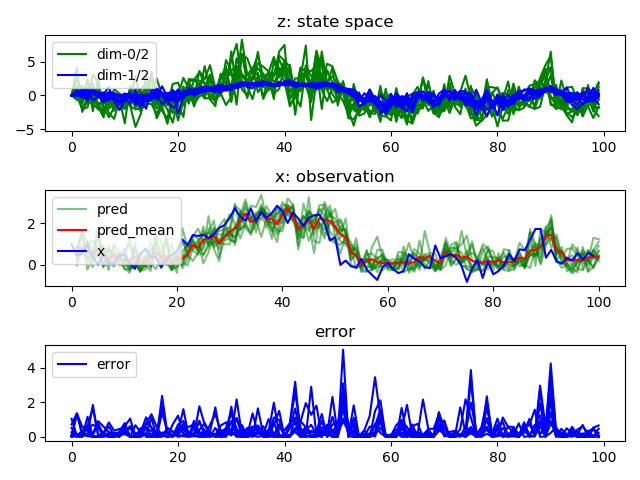 z: state space
5
0
−5
dim-0/2
dim-1/2
0 20 40 60 80 100
x: observation
2
0
pred
pred_mean
x
0 20 40 60 80 100
error
4
2
0
error
0 20 40 60 80 100